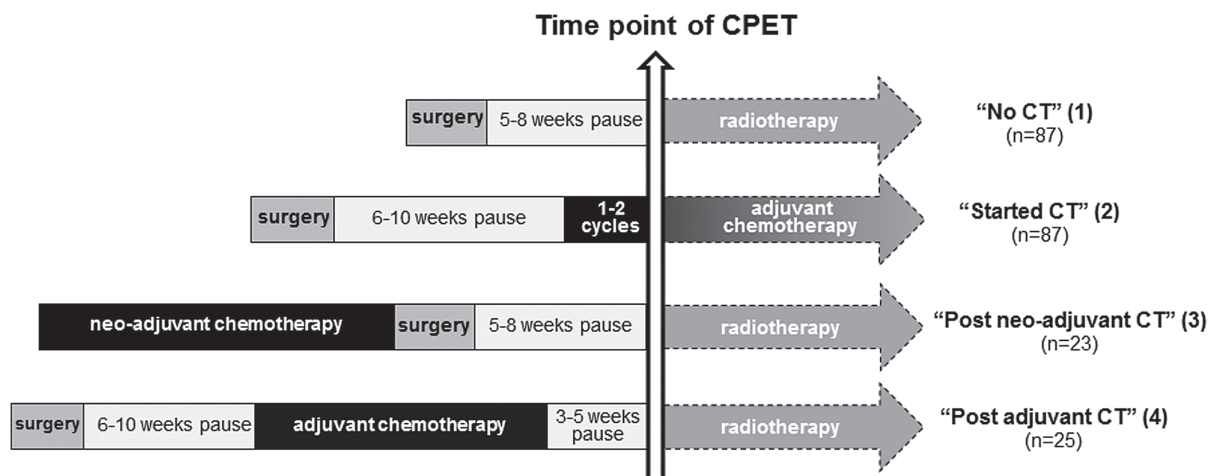 Time point of CPET
surgery 5-8 weeks pause radiotherapy “No CT” (1)
(n=87)
surgery 6-10 weeks pause 1-2 cycles adjuvant chemotherapy “Started CT” (2)
(n=87)
neo-adjuvant chemotherapy surgery 5-8 weeks pause radiotherapy “Post neo-adjuvant CT” (3)
(n=23)
surgery 6-10 weeks pause adjuvant chemotherapy 3-5 weeks pause radiotherapy “Post adjuvant CT” (4)
(n=25)